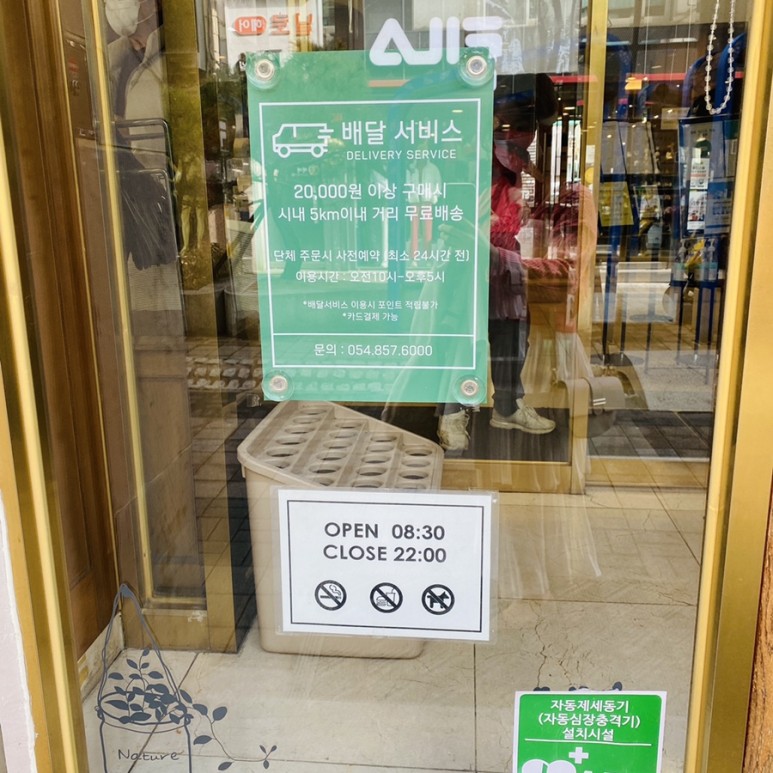 FILA
배달 서비스
DELIVERY SERVICE
20,000원 이상 구매시
시내 5km이내 거리 무료배송
단체 주문시 사전예약 (최소 24시간 전)
이용시간 : 오전10시-오후5시
*배달서비스 이용시 포인트 적립불가
*카드결제 가능
문의 : 054.857.6000
OPEN 08:30
CLOSE 22:00
Nature
자동제세동기
(자동심장충격기)
설치시설